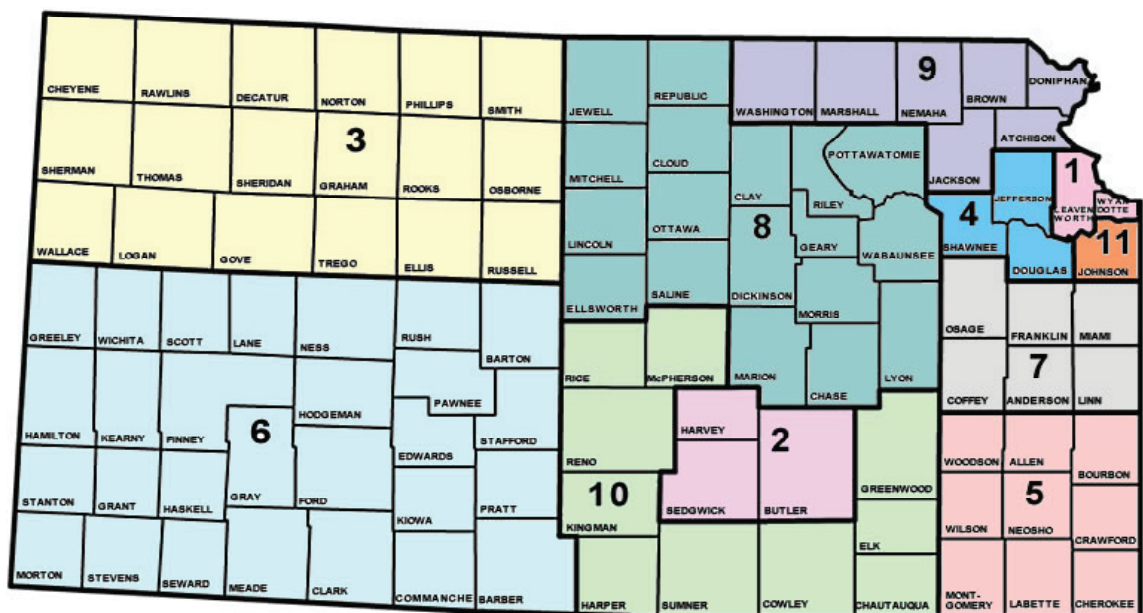 CHEYENE
RAWLINS
DECATUR
NORTON
PHILLIPS
SMITH
3
SHERMAN
THOMAS
SHERIDAN
GRAHAM
ROOKS
OSBORNE
WALLACE
LOGAN
GOVE
TREGO
ELLIS
RUSSELL
JEWELL
REPUBLIC
MITCHELL
CLOUD
LINCOLN
OTTAWA
ELLSWORTH
SALINE
CLAY
RILEY
POTTAWATOMIE
8
GEARY
WABAUNSEE
DICKINSON
MORRIS
MARION
CHASE
LYON
9
WASHINGTON
MARSHALL
NEMAHA
BROWN
DONIPHAN
ATCHISON
JACKSON
1
LEAVEN
WORTH
WYAN
DOTTE
4
JEFFERSON
SHAWNEE
DOUGLAS
11
JOHNSON
OSAGE
FRANKLIN
MIAMI
7
COFFEY
ANDERSON
LINN
GREELEY
WICHITA
SCOTT
LANE
NESS
RUSH
BARTON
PAWNEE
HODGEMAN
STAFFORD
HAMILTON
KEARNY
FINNEY
6
EDWARDS
STANTON
GRANT
HASKELL
GRAY
FORD
KIOWA
PRATT
MORTON
STEVENS
SEWARD
MEADE
CLARK
COMMANCHE
BARBER
RICE
McPHERSON
RENO
10
KINGMAN
HARPER
SUMNER
COWLEY
GREENWOOD
ELK
CHAUTAUQUA
HARVEY
2
SEDGWICK
BUTLER
WOODSON
ALLEN
BOURBON
5
WILSON
NEOSHO
CRAWFORD
MONT-
GOMERY
LABETTE
CHEROKEE